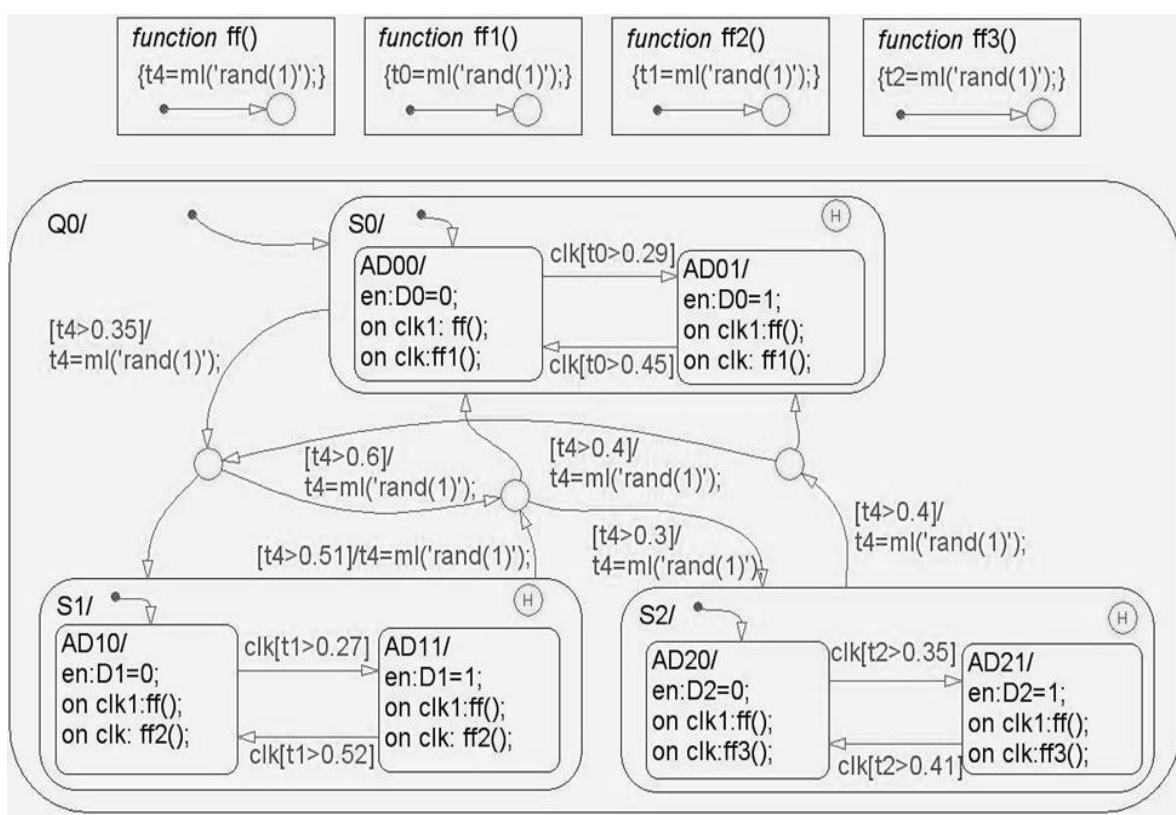 function ff()
{t4=ml('rand(1)');}
function ff1()
{t0=ml('rand(1)');}
function ff2()
{t1=ml('rand(1)');}
function ff3()
{t2=ml('rand(1)');}
Q0/
S0/
H
AD00/
en:D0=0;
on clk1: ff();
on clk:ff1();
clk[t0>0.29]
clk[t0>0.45]
AD01/
en:D0=1;
on clk1:ff();
on clk: ff1();
[t4>0.35]/
t4=ml('rand(1)');
[t4>0.6]/
t4=ml('rand(1)');
[t4>0.4]/
t4=ml('rand(1)');
[t4>0.51]/t4=ml('rand(1)');
[t4>0.3]/
t4=ml('rand(1)')
[t4>0.4]/
t4=ml('rand(1)');
S1/
H
AD10/
en:D1=0;
on clk1:ff();
on clk: ff2();
clk[t1>0.27]
clk[t1>0.52]
AD11/
en:D1=1;
on clk1:ff();
on clk: ff2();
S2/
H
AD20/
en:D2=0;
on clk1:ff();
on clk:ff3();
clk[t2>0.35]
clk[t2>0.41]
AD21/
en:D2=1;
on clk1:ff();
on clk:ff3();